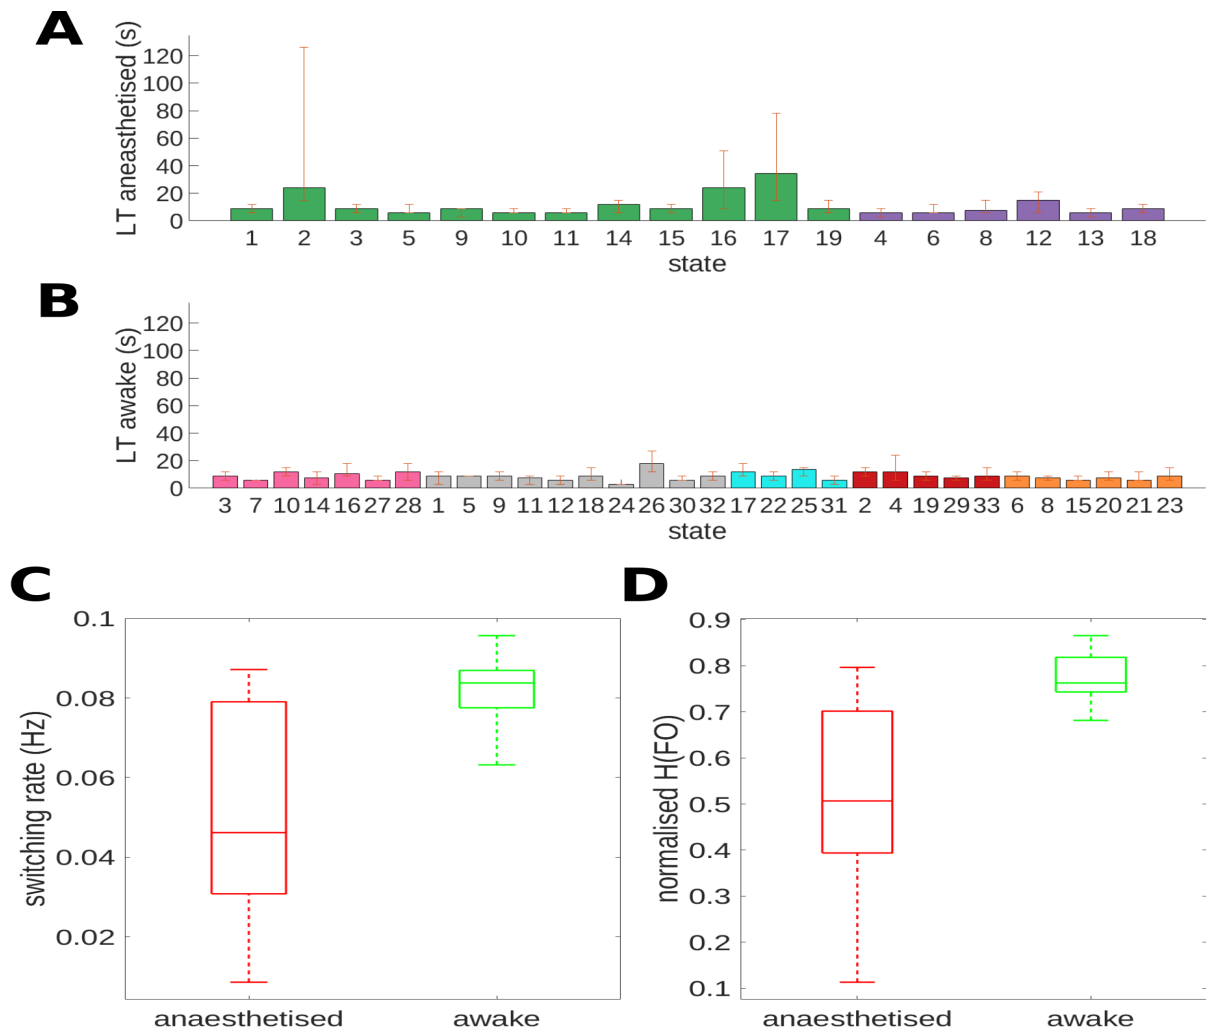 A
LT aneasthetised (s)
120
100
80
60
40
20
0
1 2 3 5 9 10 11 14 15 16 17 19 4 6 8 12 13 18
state
B
LT awake (s)
120
100
80
60
40
20
0
3 7 10 14 16 27 28 1 5 9 11 12 18 24 26 30 32 17 22 25 31 2 4 19 29 33 6 8 15 20 21 23
state
C
switching rate (Hz)
0.1
0.08
0.06
0.04
0.02
anaesthetised awake
D
normalised H(FO)
0.9
0.8
0.7
0.6
0.5
0.4
0.3
0.2
0.1
anaesthetised awake